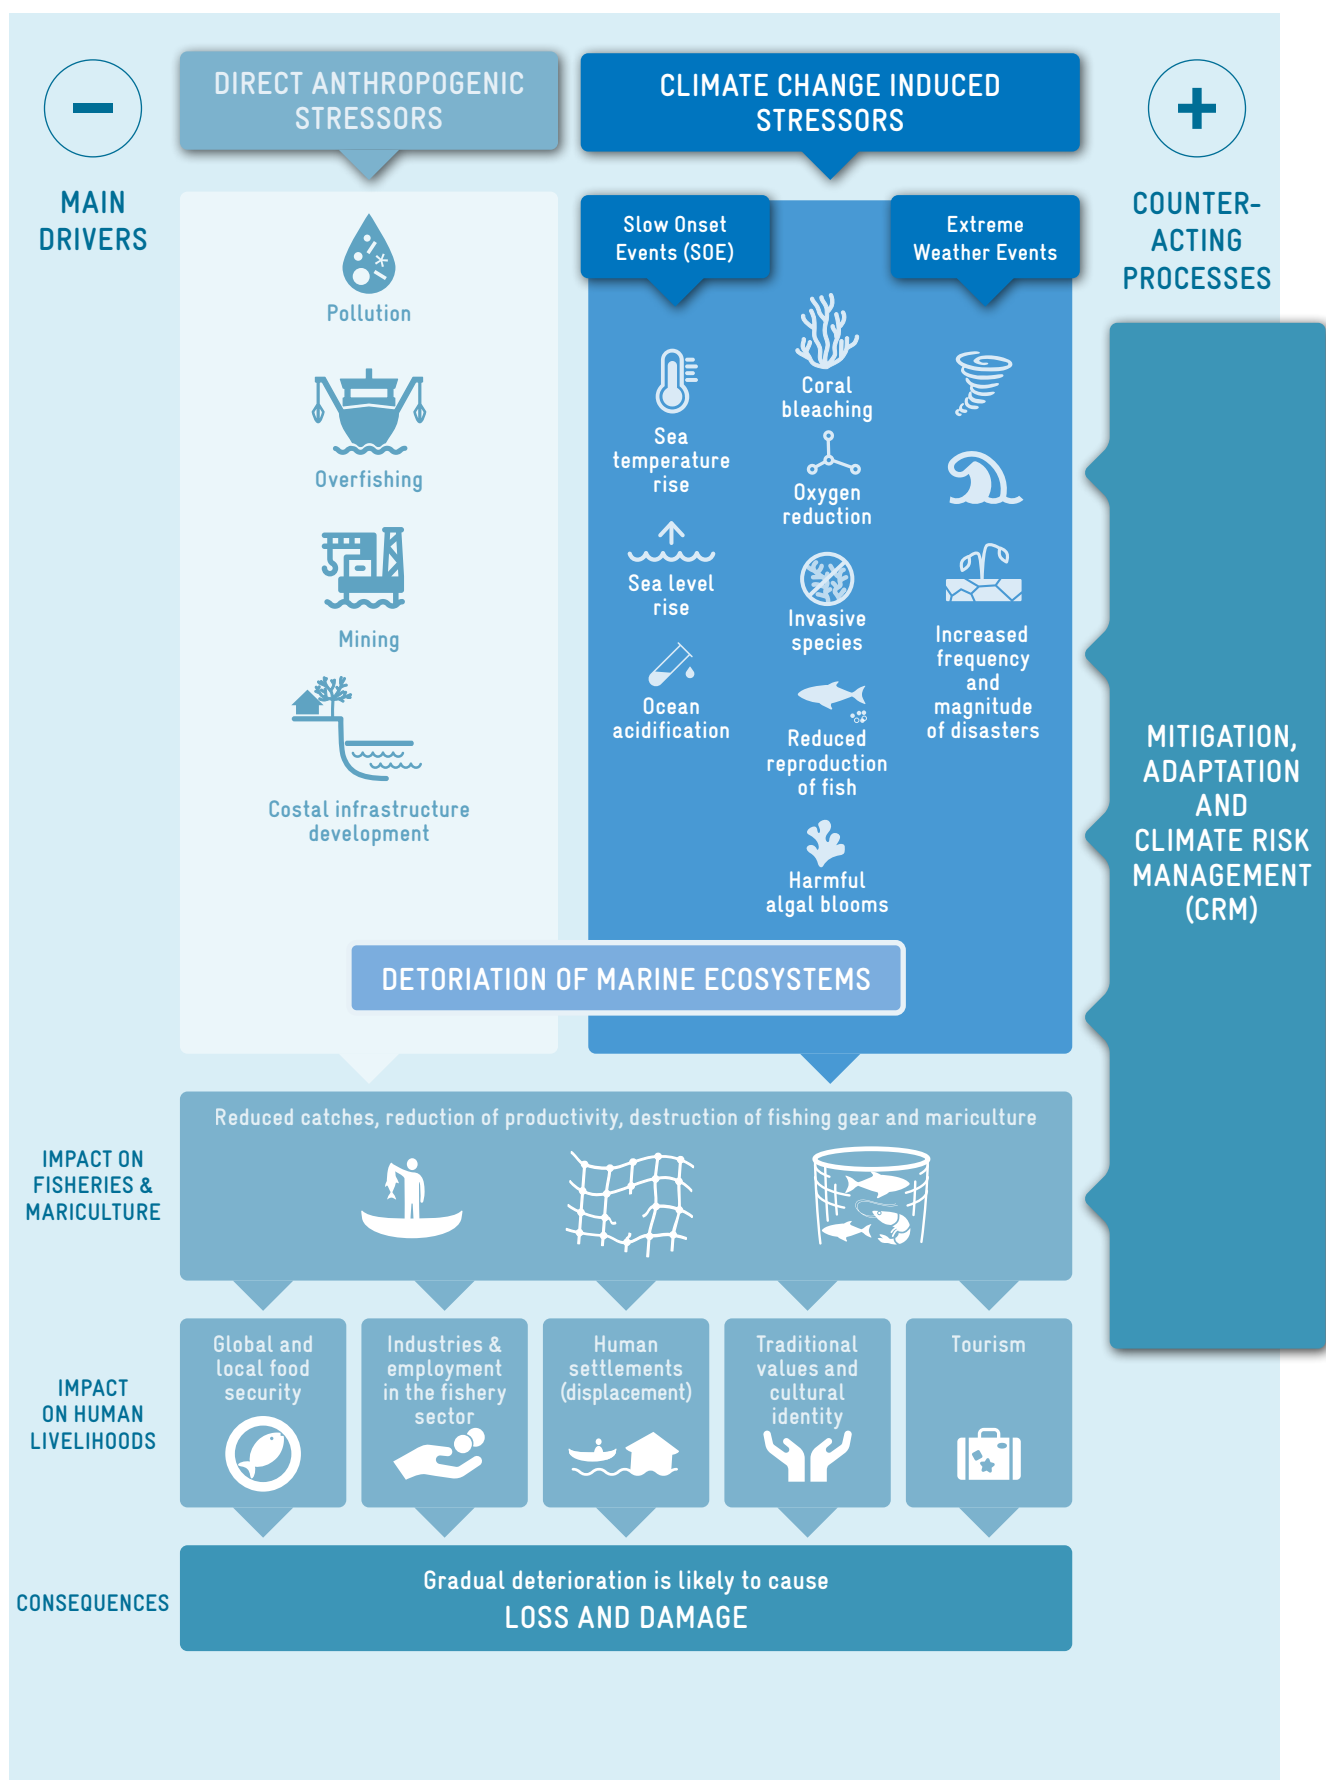 DIRECT ANTHROPOGENIC
STRESSORS
CLIMATE CHANGE INDUCED
STRESSORS
MAIN
DRIVERS
COUNTER-
ACTING
PROCESSES
Pollution
Overfishing
Mining
Costal infrastructure
development
Slow Onset
Events (SOE)
Extreme
Weather Events
Sea
temperature
rise
Sea level
rise
Ocean
acidification
Coral
bleaching
Oxygen
reduction
Invasive
species
Reduced
reproduction
of fish
Harmful
algal blooms
Increased
frequency
and
magnitude
of disasters
MITIGATION,
ADAPTATION
AND
CLIMATE RISK
MANAGEMENT
(CRM)
DETORIATION OF MARINE ECOSYSTEMS
IMPACT ON
FISHERIES &
MARICULTURE
Reduced catches, reduction of productivity, destruction of fishing gear and mariculture
IMPACT
ON HUMAN
LIVELIHOODS
Global and
local food
security
Industries &
employment
in the fishery
sector
Human
settlements
(displacement)
Traditional
values and
cultural
identity
Tourism
CONSEQUENCES
Gradual deterioration is likely to cause
LOSS AND DAMAGE